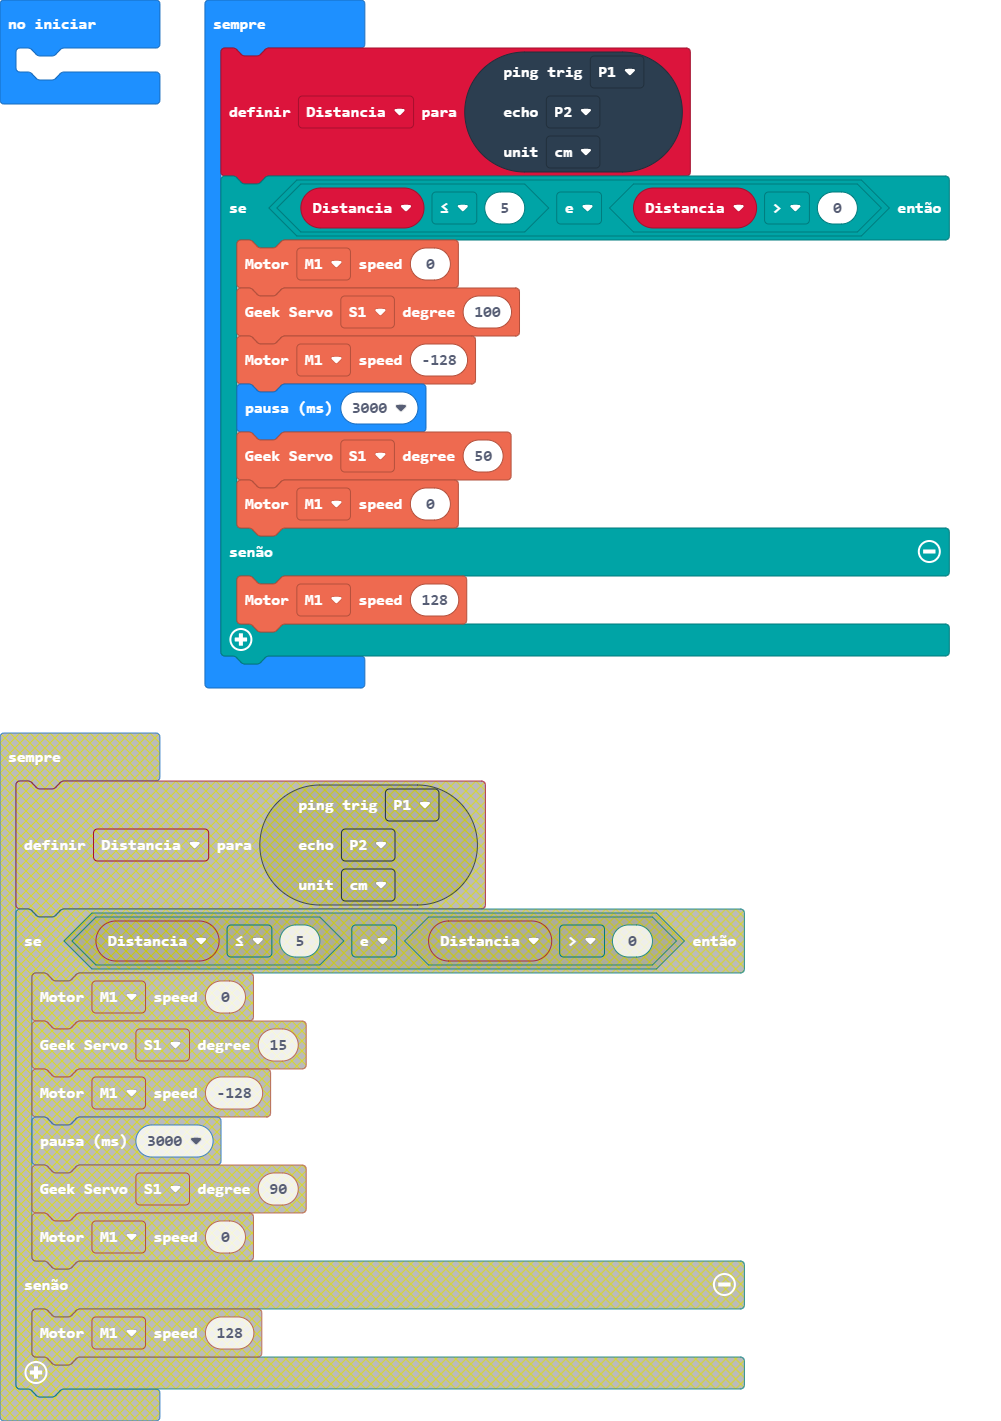 no iniciar
sempre
ping trig P1
definir Distancia para echo P2
unit cm
se Distancia ≤ 5 e Distancia > 0 então
Motor M1 speed 0
Geek Servo S1 degree 100
Motor M1 speed -128
pausa (ms) 3000
Geek Servo S1 degree 50
Motor M1 speed 0
senão
Motor M1 speed 128
sempre
ping trig P1
definir Distancia para echo P2
unit cm
se Distancia ≤ 5 e Distancia > 0 então
Motor M1 speed 0
Geek Servo S1 degree 15
Motor M1 speed -128
pausa (ms) 3000
Geek Servo S1 degree 90
Motor M1 speed 0
senão
Motor M1 speed 128